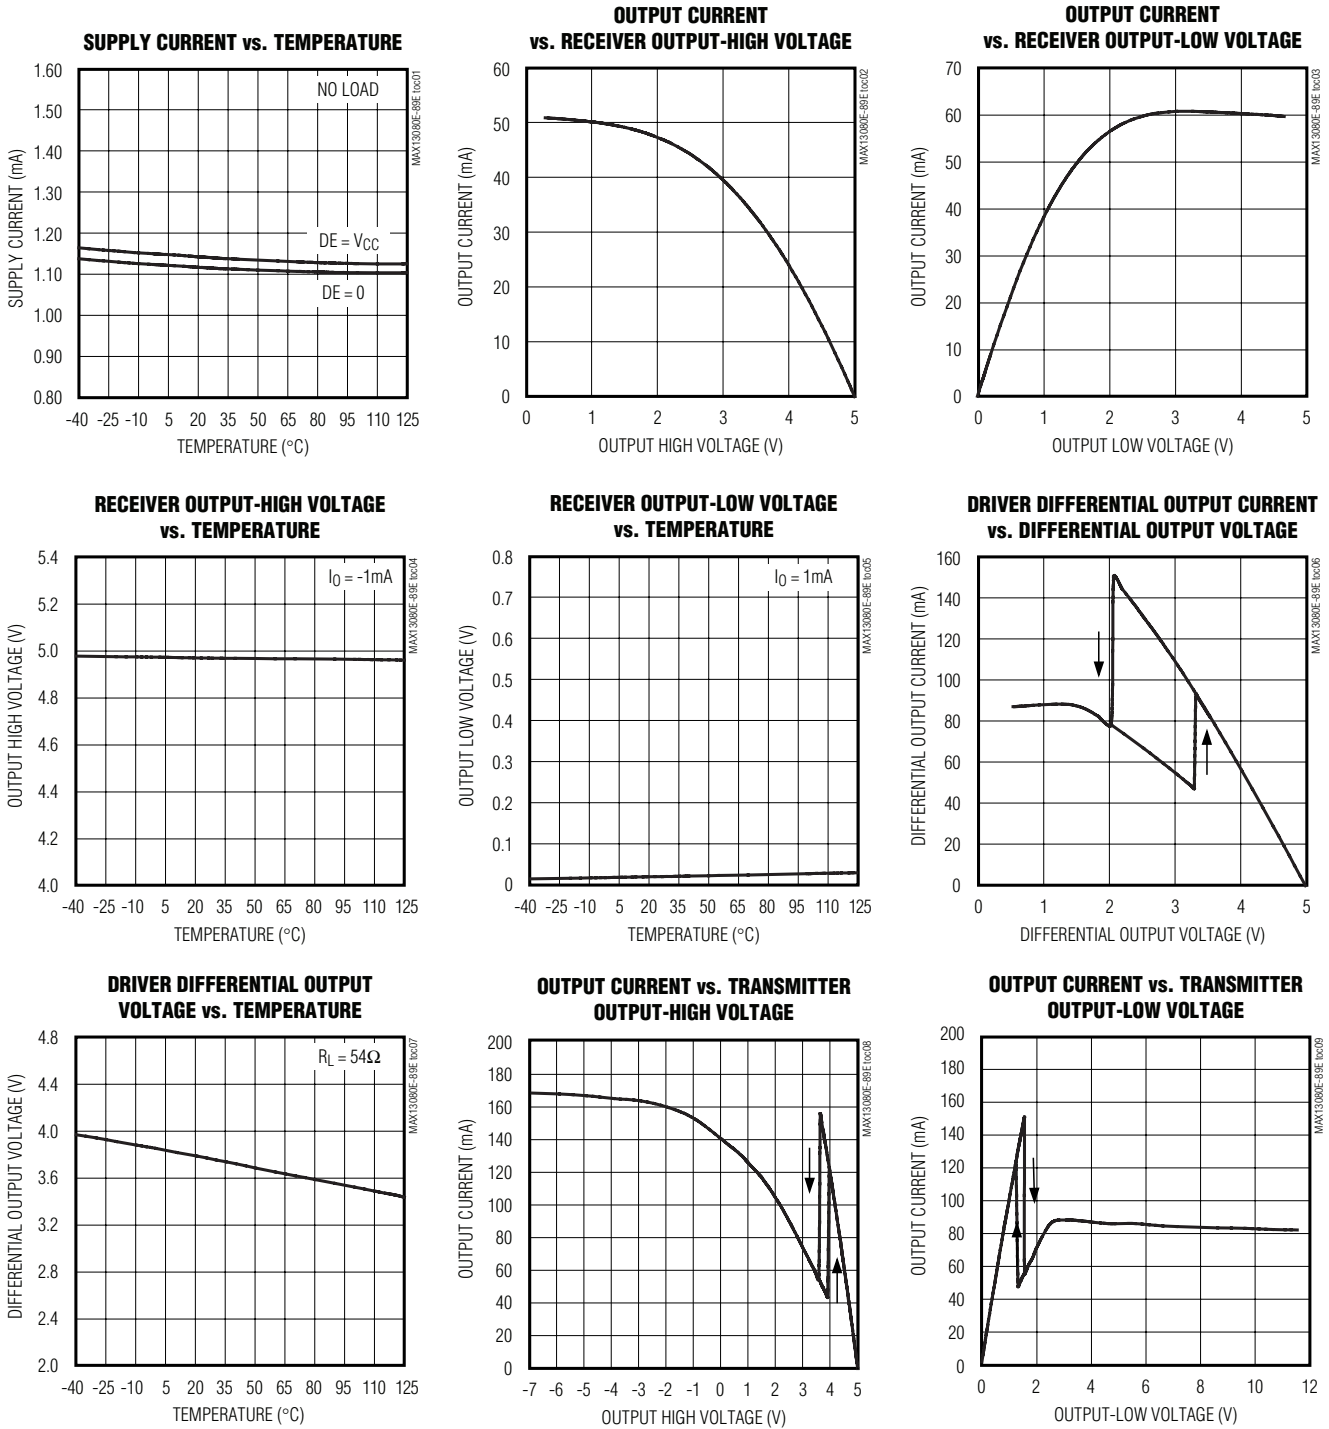 SUPPLY CURRENT vs. TEMPERATURE
SUPPLY CURRENT (mA)
1.60
1.50
1.40
1.30
1.20
1.10
1.00
0.90
0.80
NO LOAD
DE = VCC
DE = 0
-40 -25 -10 5 20 35 50 65 80 95 110 125
TEMPERATURE (°C)
MAX13080E-89E toc01
OUTPUT CURRENT
vs. RECEIVER OUTPUT-HIGH VOLTAGE
OUTPUT CURRENT (mA)
60
50
40
30
20
10
0
0 1 2 3 4 5
OUTPUT HIGH VOLTAGE (V)
MAX13080E-89E toc02
OUTPUT CURRENT
vs. RECEIVER OUTPUT-LOW VOLTAGE
OUTPUT CURRENT (mA)
70
60
50
40
30
20
10
0
0 1 2 3 4 5
OUTPUT LOW VOLTAGE (V)
MAX13080E-89E toc03
RECEIVER OUTPUT-HIGH VOLTAGE
vs. TEMPERATURE
OUTPUT HIGH VOLTAGE (V)
5.4
5.2
5.0
4.8
4.6
4.4
4.2
4.0
IO = -1mA
-40 -25 -10 5 20 35 50 65 80 95 110 125
TEMPERATURE (°C)
MAX13080E-89E toc04
RECEIVER OUTPUT-LOW VOLTAGE
vs. TEMPERATURE
OUTPUT LOW VOLTAGE (V)
0.8
0.7
0.6
0.5
0.4
0.3
0.2
0.1
0
IO = 1mA
-40 -25 -10 5 20 35 50 65 80 95 110 125
TEMPERATURE (°C)
MAX13080E-89E toc05
DRIVER DIFFERENTIAL OUTPUT CURRENT
vs. DIFFERENTIAL OUTPUT VOLTAGE
DIFFERENTIAL OUTPUT CURRENT (mA)
160
140
120
100
80
60
40
20
0
0 1 2 3 4 5
DIFFERENTIAL OUTPUT VOLTAGE (V)
MAX13080E-89E toc06
DRIVER DIFFERENTIAL OUTPUT
VOLTAGE vs. TEMPERATURE
DIFFERENTIAL OUTPUT VOLTAGE (V)
4.8
4.4
4.0
3.6
3.2
2.8
2.4
2.0
RL = 54Ω
-40 -25 -10 5 20 35 50 65 80 95 110 125
TEMPERATURE (°C)
MAX13080E-89E toc07
OUTPUT CURRENT vs. TRANSMITTER
OUTPUT-HIGH VOLTAGE
OUTPUT CURRENT (mA)
200
180
160
140
120
100
80
60
40
20
0
-7 -6 -5 -4 -3 -2 -1 0 1 2 3 4 5
OUTPUT HIGH VOLTAGE (V)
MAX13080E-89E toc08
OUTPUT CURRENT vs. TRANSMITTER
OUTPUT-LOW VOLTAGE
OUTPUT CURRENT (mA)
200
180
160
140
120
100
80
60
40
20
0
0 2 4 6 8 10 12
OUTPUT-LOW VOLTAGE (V)
MAX13080E-89E toc09